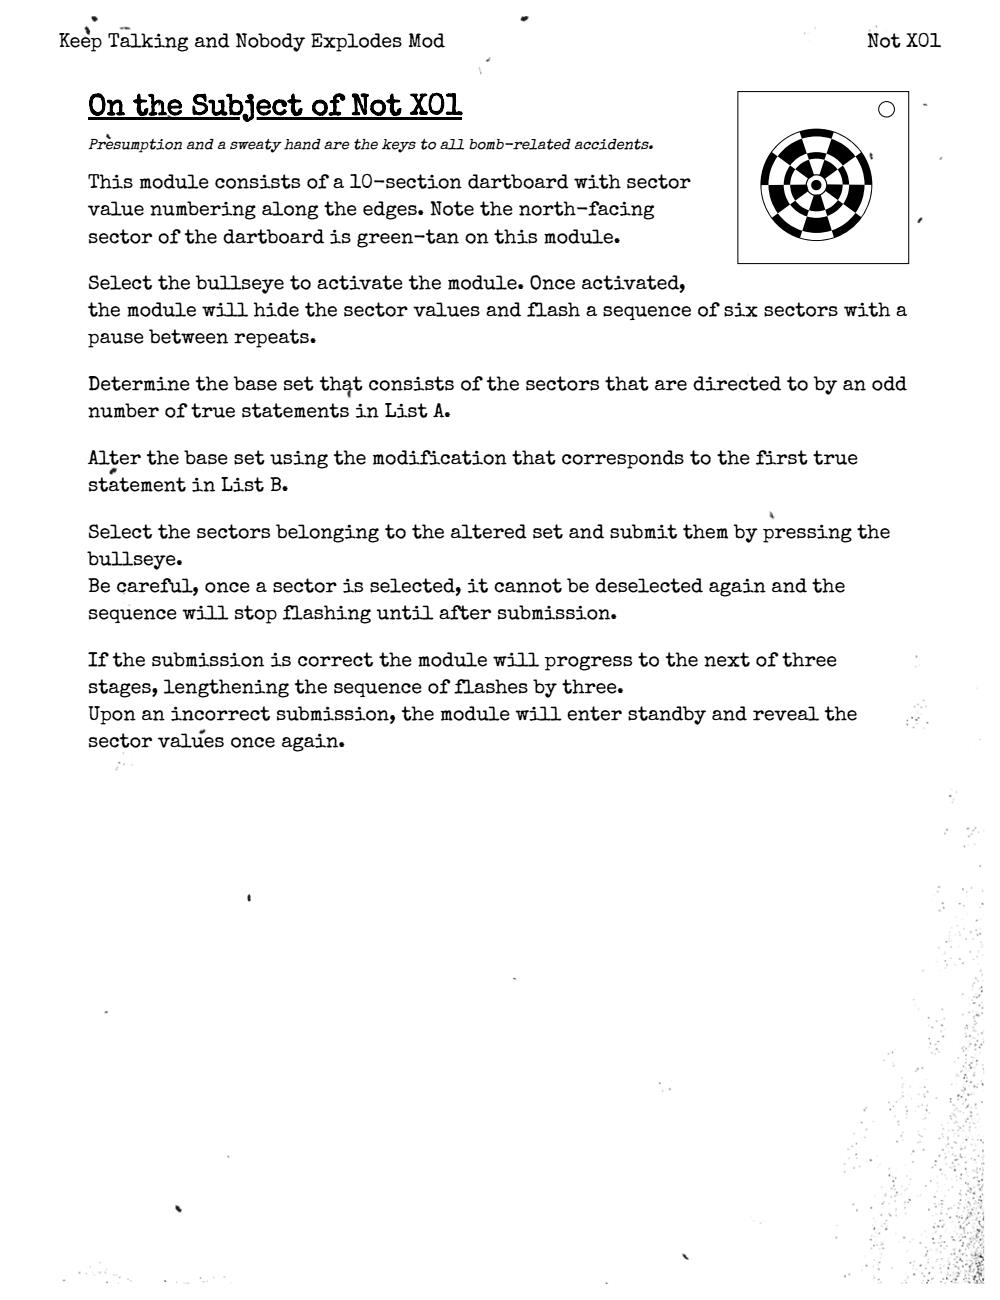 Keep Talking and Nobody Explodes Mod
Not X01
On the Subject of Not X01
Presumption and a sweaty hand are the keys to all bomb-related accidents.
This module consists of a 10-section dartboard with sector
value numbering along the edges. Note the north-facing
sector of the dartboard is green-tan on this module.
Select the bullseye to activate the module. Once activated,
the module will hide the sector values and flash a sequence of six sectors with a
pause between repeats.
Determine the base set that consists of the sectors that are directed to by an odd
number of true statements in List A.
Alter the base set using the modification that corresponds to the first true
statement in List B.
Select the sectors belonging to the altered set and submit them by pressing the
bullseye.
Be careful, once a sector is selected, it cannot be deselected again and the
sequence will stop flashing until after submission.
If the submission is correct the module will progress to the next of three
stages, lengthening the sequence of flashes by three.
Upon an incorrect submission, the module will enter standby and reveal the
sector values once again.